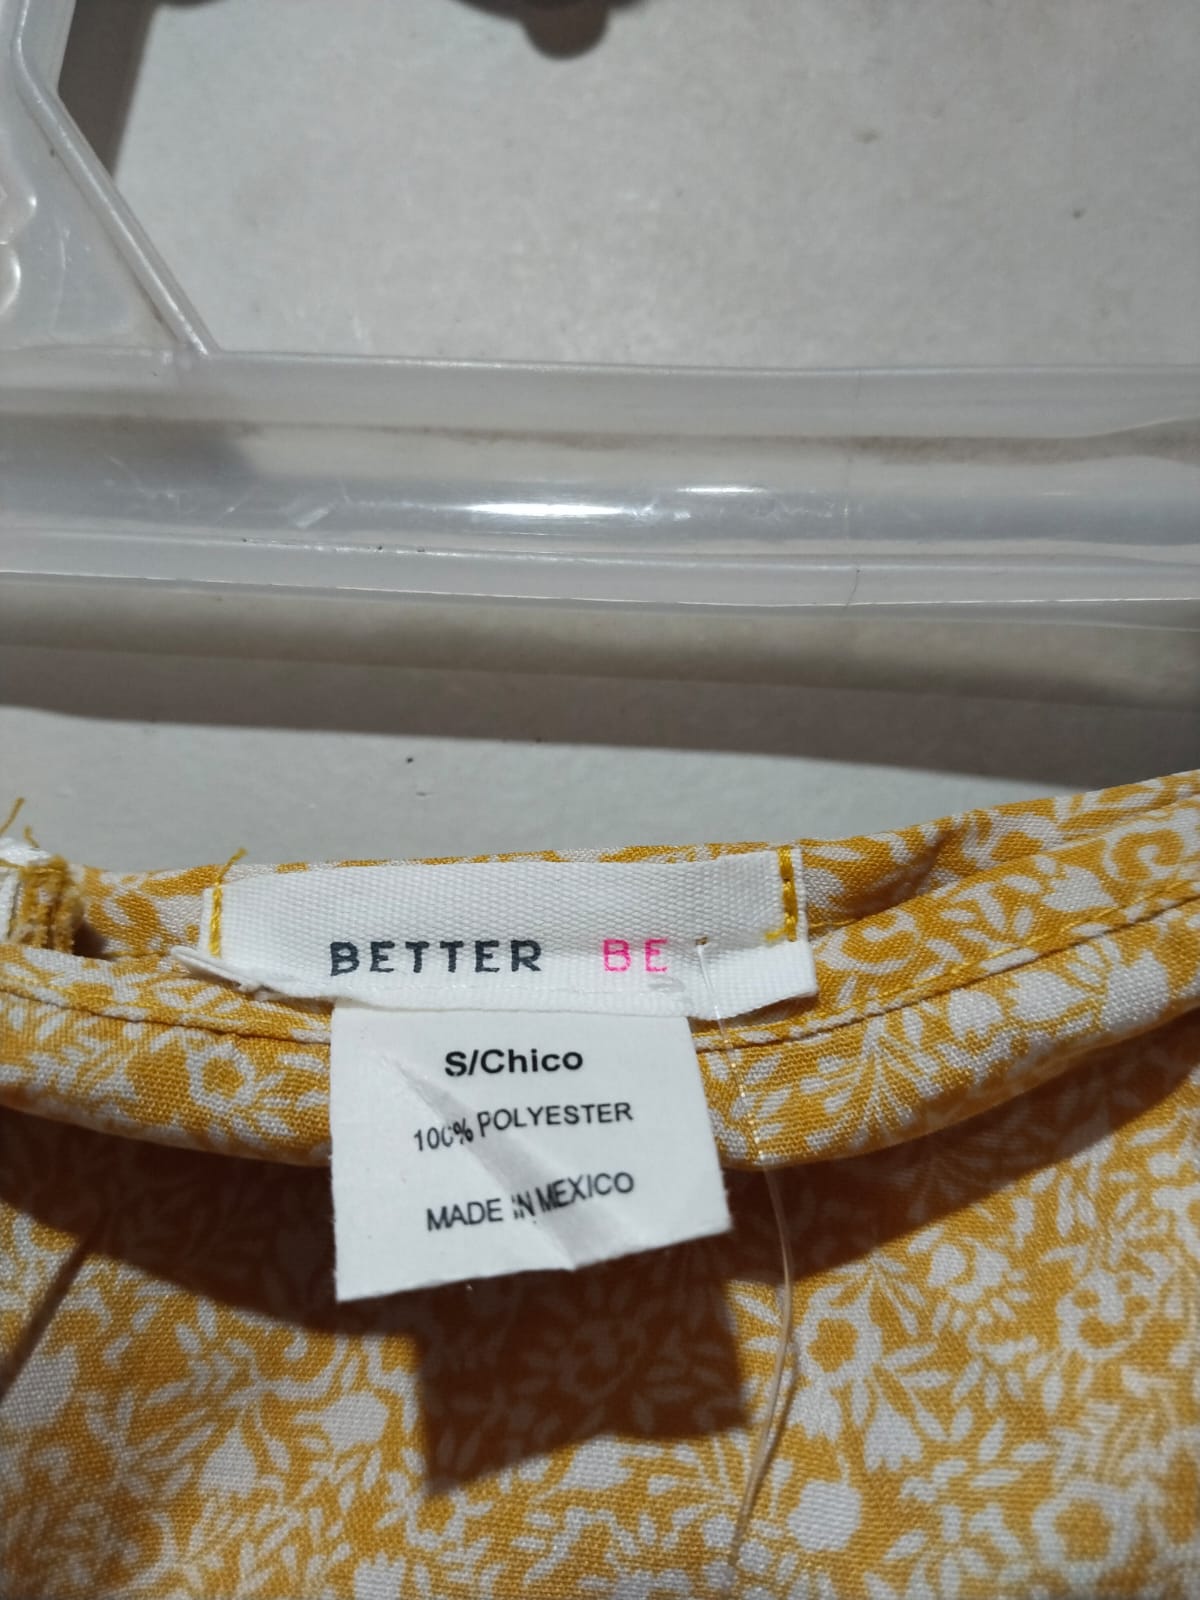 BETTER BE
S/Chico
100% POLYESTER
MADE IN MEXICO